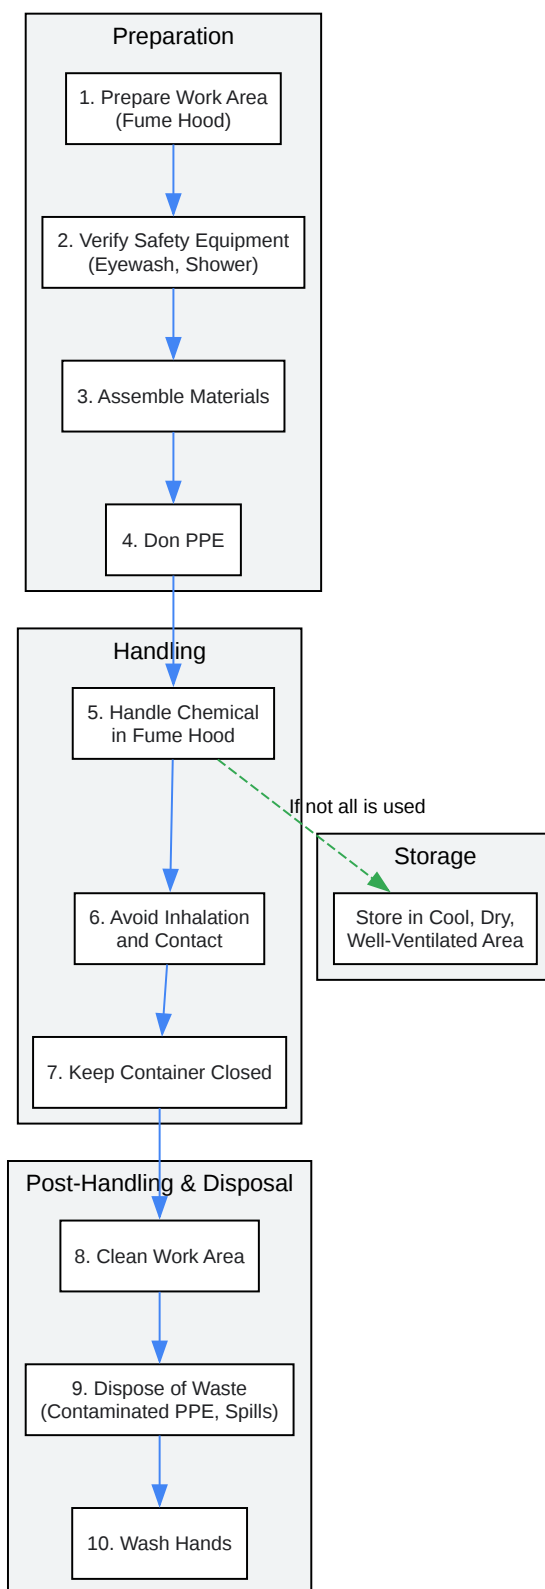 Preparation
1. Prepare Work Area
(Fume Hood)
2. Verify Safety Equipment
(Eyewash, Shower)
3. Assemble Materials
4. Don PPE
Handling
5. Handle Chemical
in Fume Hood
If not all is used
Storage
Store in Cool, Dry,
Well-Ventilated Area
6. Avoid Inhalation
and Contact
7. Keep Container Closed
Post-Handling & Disposal
8. Clean Work Area
9. Dispose of Waste
(Contaminated PPE, Spills)
10. Wash Hands